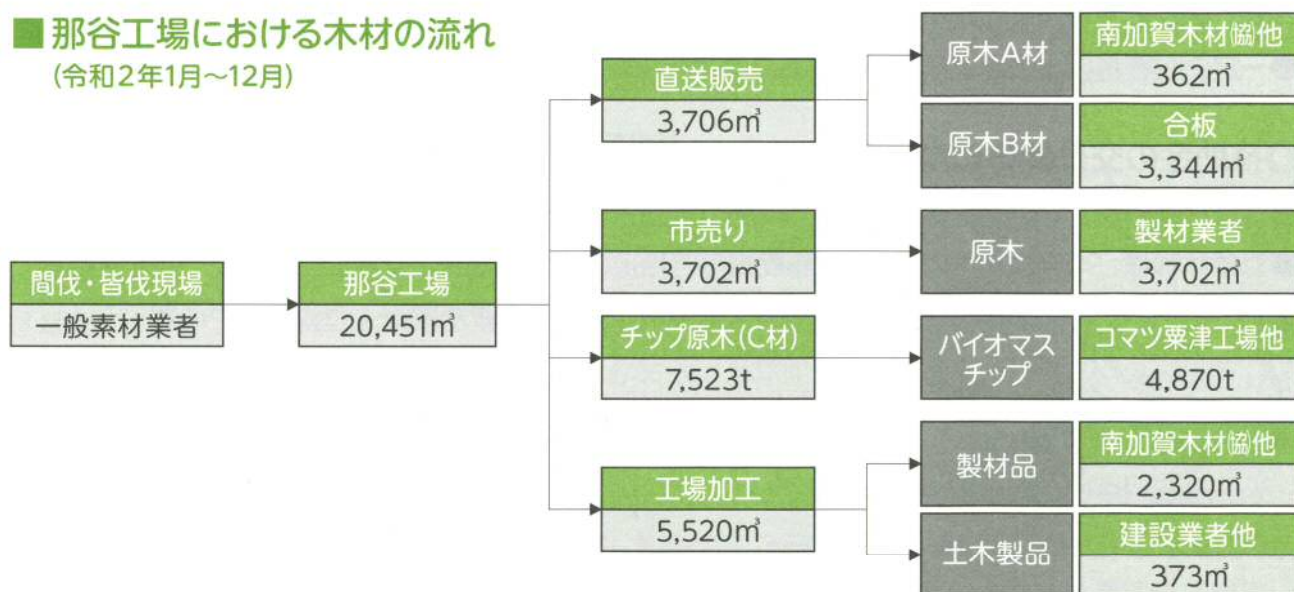 ■那谷工場における木材の流れ
(令和2年1月～12月)
間伐・皆伐現場
一般素材業者
那谷工場
20,451㎥
直送販売
3,706㎥
原木A材
南加賀木材㈿他
362㎥
原木B材
合板
3,344㎥
市売り
3,702㎥
原木
製材業者
3,702㎥
チップ原木(C材)
7,523t
バイオマス
チップ
コマツ粟津工場他
4,870t
工場加工
5,520㎥
製材品
南加賀木材㈿他
2,320㎥
土木製品
建設業者他
373㎥